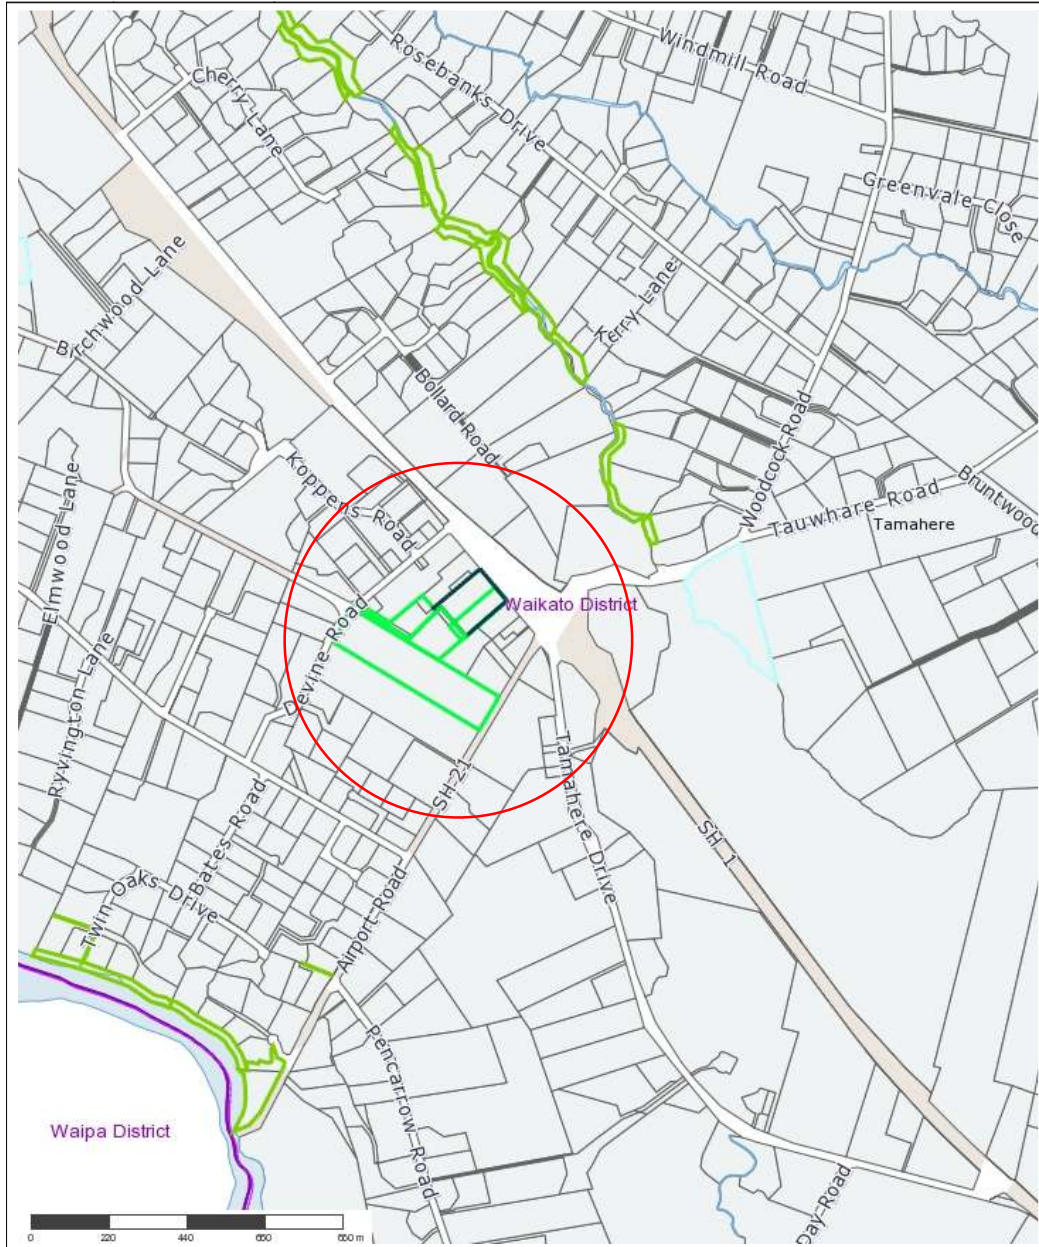 Windmill Road
Rosebanks Drive
Cherry Lane
Greenvale Close
Birchwood Lane
Kerry Lane
Bollard Road
Woodcock Road
Koppens Road
Tauwhare Road
Bruntwood
Tamahere
Elmwood Lane
Waikato District
Devine Road
Ryvington Lane
SH 21
Tamahere Drive
Bates Road
SH 1
Twin Oaks Drive
Airport Road
Pencarrow Road
Waipa District
Day Road
0 220 440 660 880 m